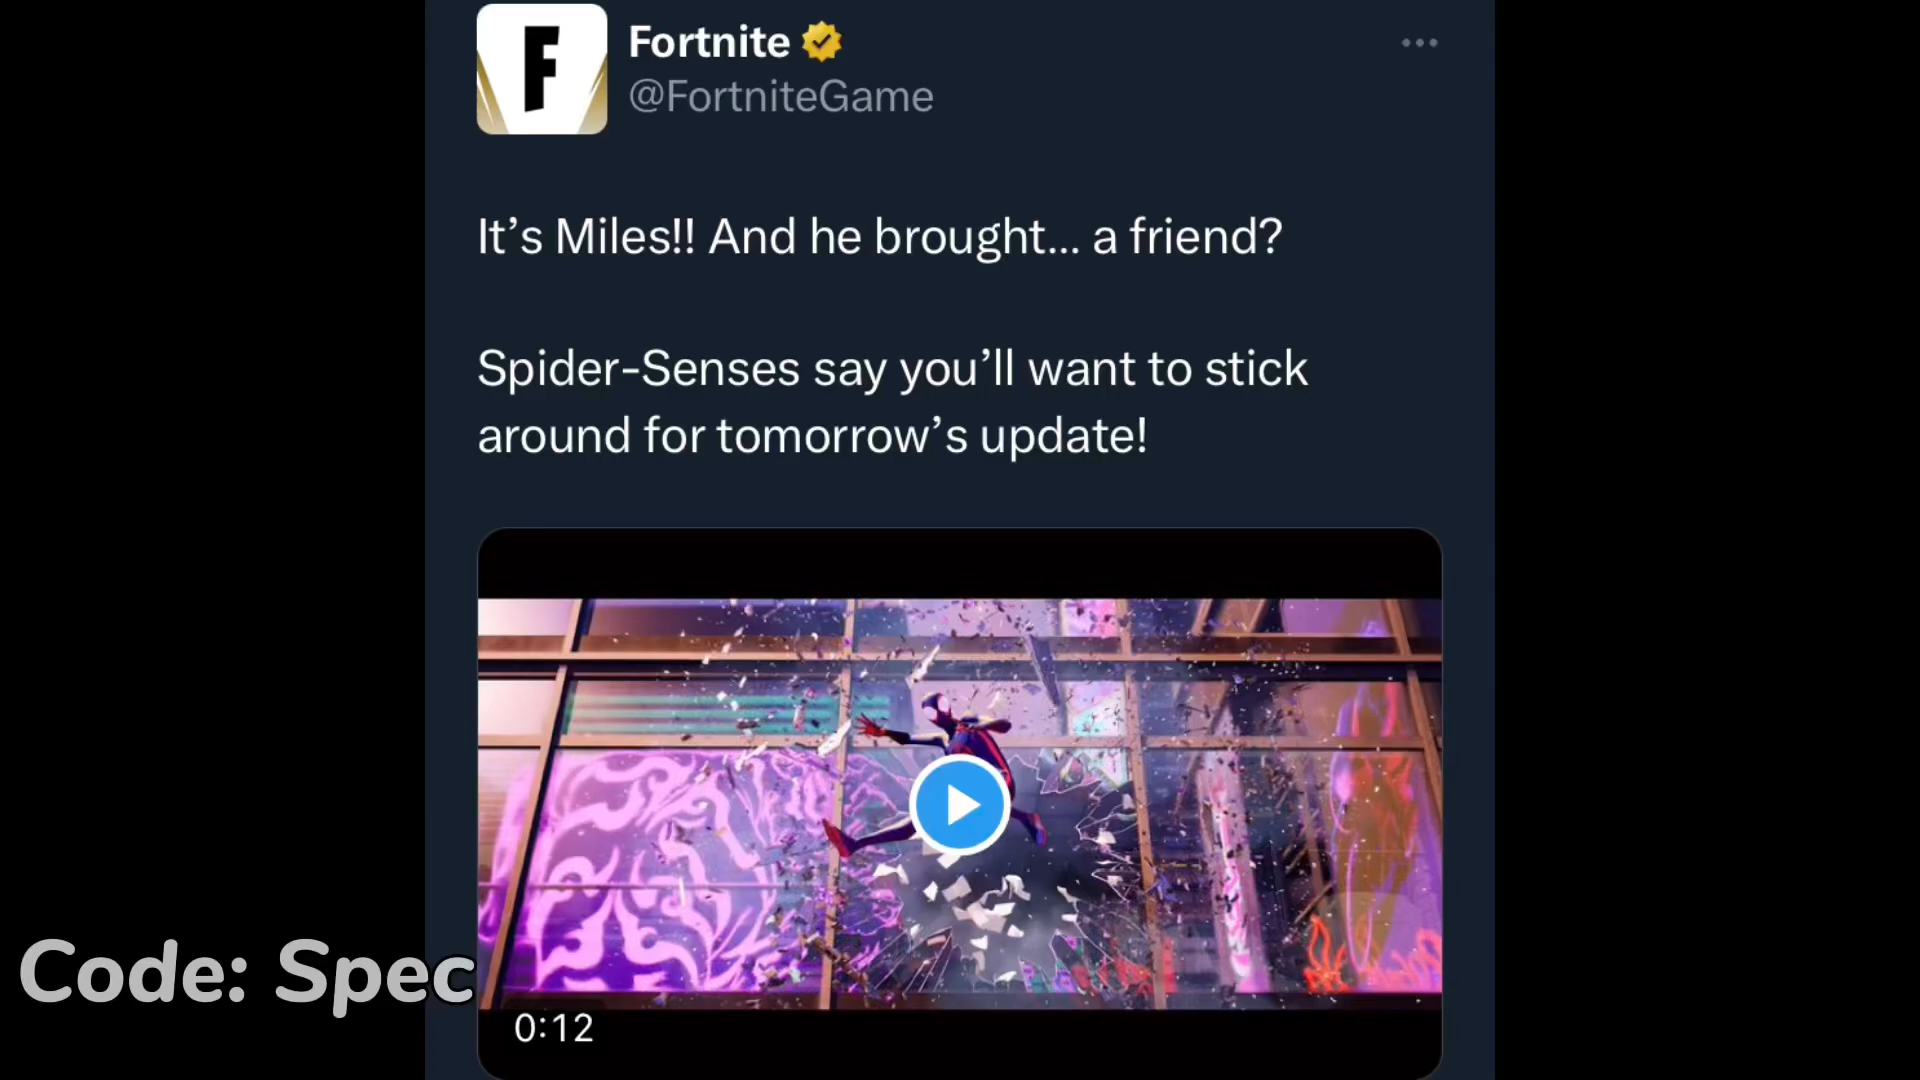 Fortnite
@FortniteGame
It’s Miles!! And he brought... a friend?
Spider-Senses say you’ll want to stick
around for tomorrow’s update!
0:12
Code: Spec